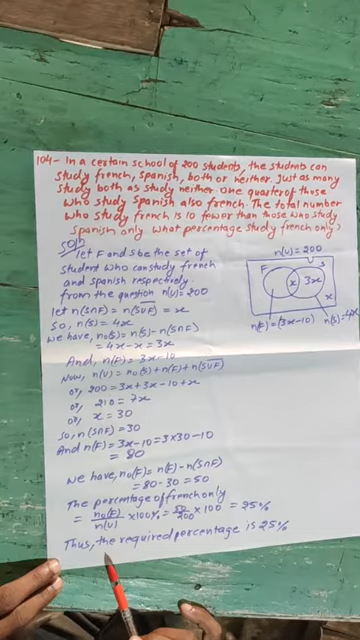 104- In a certain school of 200 students, the students can
study french, spanish, both or neither. Just as many
study both as study neither one quarter of those
who study spanish also french. The total number
who study french is 10 fewer than those who study
Spanish only what percentage study french only?
Soln
let F and S be the set of
student who can study french
and spanish respectively
from the question n(U) = 200
let n(S∩F) = n(S∪F)̅ = x
So, n(S) = 4x
we have, no(S) = n(S) - n(S∩F)
= 4x - x = 3x
And, n(F) = 3x-10
Now, n(U) = no(S) + n(F) + n(S∪F)̅
or, 200 = 3x + 3x - 10 + x
or, 210 = 7x
or, x = 30
So, n(S∩F) = 30
And n(F) = 3x-10 = 3×30-10
= 80
we have, no(F) = n(F) - n(S∩F)
= 80 - 30 = 50
The percentage of french only
= no(F)/n(U) × 100% = 50/200 × 100 = 25%
Thus, the required percentage is 25%
n(U) = 200
F
S
x
3x
x
n(F) = (3x-10)
n(S) = 4x